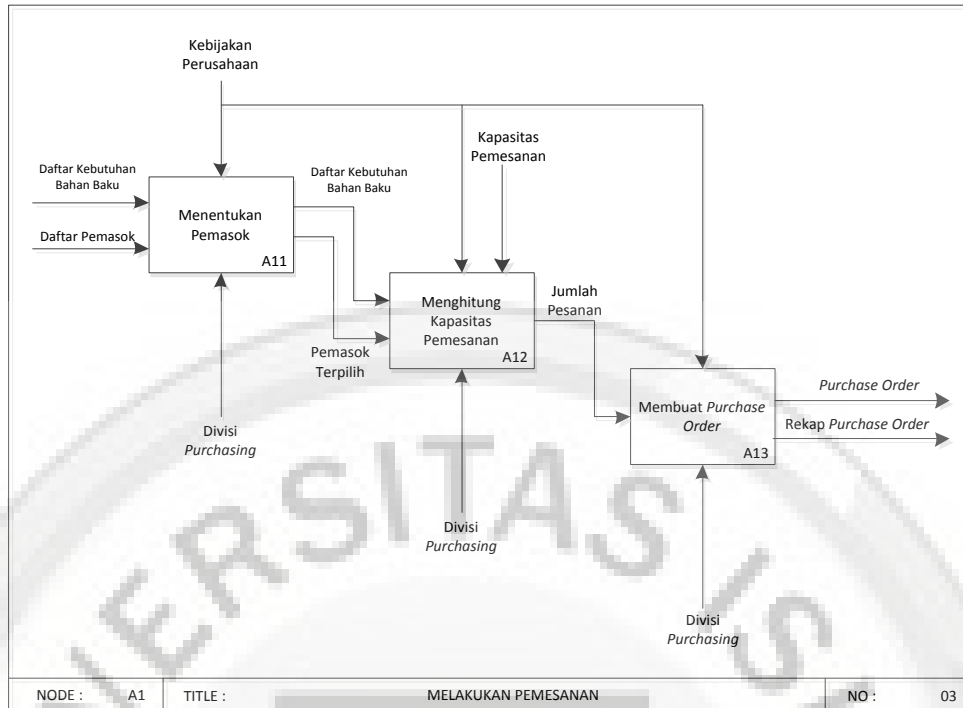 Kebijakan
Perusahaan
Kapasitas
Pemesanan
Daftar Kebutuhan
Bahan Baku
Daftar Pemasok
Menentukan
Pemasok
A11
Daftar Kebutuhan
Bahan Baku
Pemasok
Terpilih
Divisi
Purchasing
Menghitung
Kapasitas
Pemesanan
A12
Jumlah
Pesanan
Divisi
Purchasing
Membuat Purchase
Order
A13
Purchase Order
Rekap Purchase Order
Divisi
Purchasing
NODE : A1 TITLE : MELAKUKAN PEMESANAN NO : 03